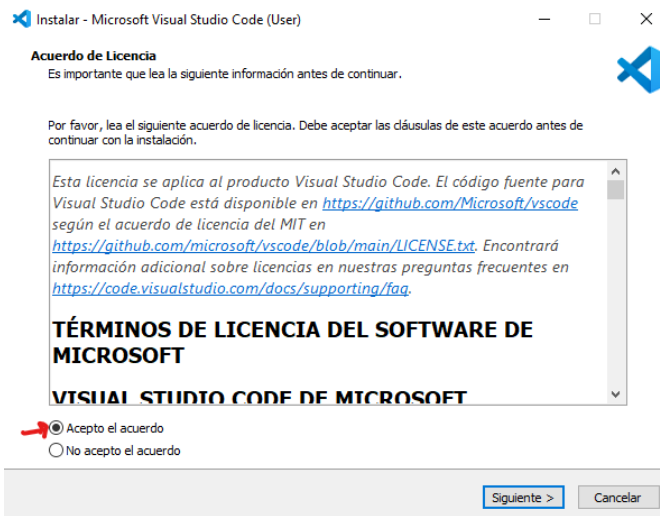 Instalar - Microsoft Visual Studio Code (User)
Acuerdo de Licencia
Es importante que lea la siguiente información antes de continuar.
Por favor, lea el siguiente acuerdo de licencia. Debe aceptar las cláusulas de este acuerdo antes de
continuar con la instalación.
Esta licencia se aplica al producto Visual Studio Code. El código fuente para
Visual Studio Code está disponible en https://github.com/Microsoft/vscode
según el acuerdo de licencia del MIT en
https://github.com/microsoft/vscode/blob/main/LICENSE.txt. Encontrará
información adicional sobre licencias en nuestras preguntas frecuentes en
https://code.visualstudio.com/docs/supporting/faq.
TÉRMINOS DE LICENCIA DEL SOFTWARE DE
MICROSOFT
VISUAL STUDIO CODE DE MICROSOFT
Acepto el acuerdo
No acepto el acuerdo
Siguiente >
Cancelar